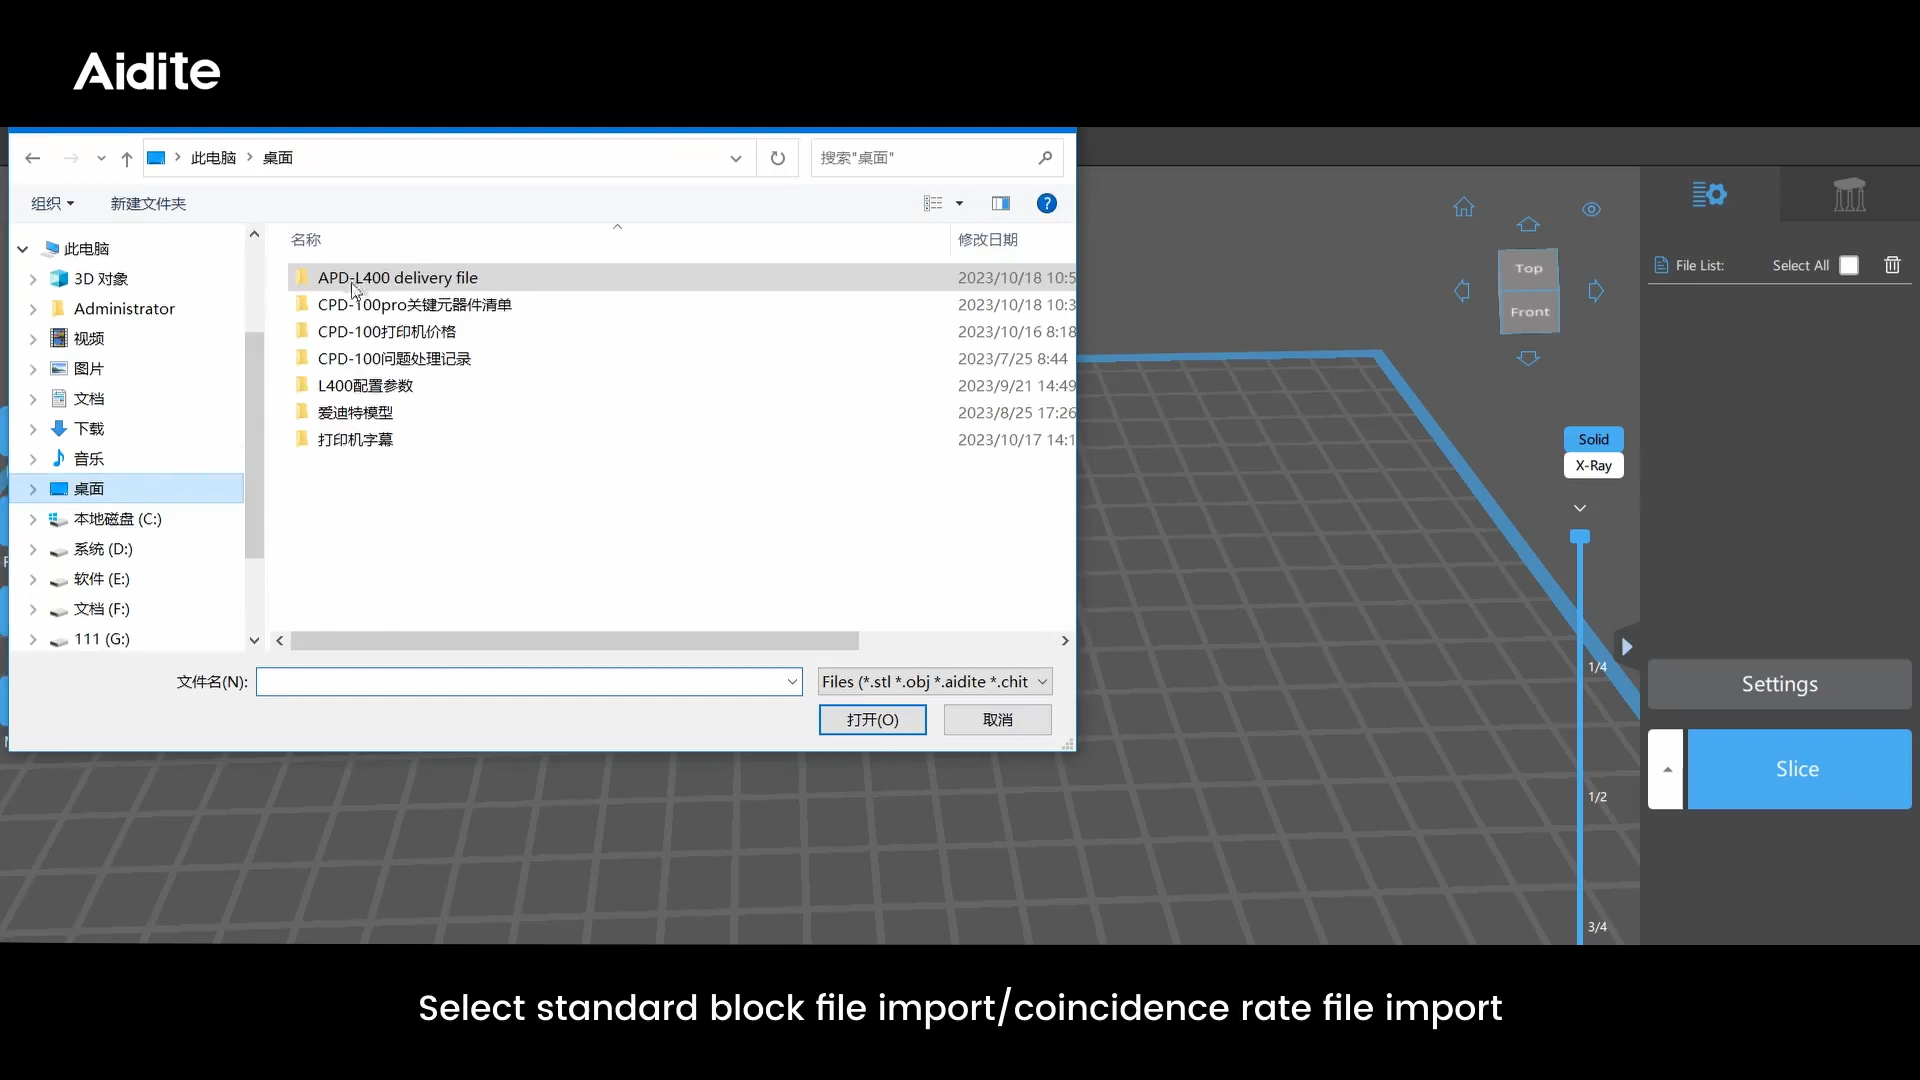 Aidite
此电脑 > 桌面
搜索"桌面"
组织
新建文件夹
名称
修改日期
此电脑
3D 对象
Administrator
视频
图片
文档
下载
音乐
桌面
本地磁盘 (C:)
系统 (D:)
软件 (E:)
文档 (F:)
111 (G:)
APD-L400 delivery file 2023/10/18 10:5
CPD-100pro关键元器件清单 2023/10/18 10:3
CPD-100打印机价格 2023/10/16 8:18
CPD-100问题处理记录 2023/7/25 8:44
L400配置参数 2023/9/21 14:49
爱迪特模型 2023/8/25 17:26
打印机字幕 2023/10/17 14:1
文件名(N):
Files (*.stl *.obj *.aidite *.chit
打开(O)
取消
Top
Front
Solid
X-Ray
1/4
1/2
3/4
File List:
Select All
Settings
Slice
Select standard block file import/coincidence rate file import